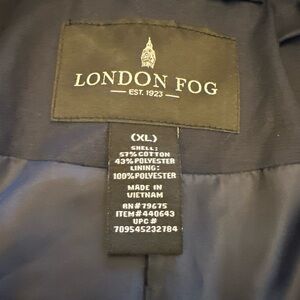 LONDON FOG
EST. 1923
(XL)
SHELL:
57%COTTON
43%POLYESTER
LINING:
100%POLYESTER
MADE IN
VIETNAM
RN#79675
ITEM#440643
UPC#
709545232784